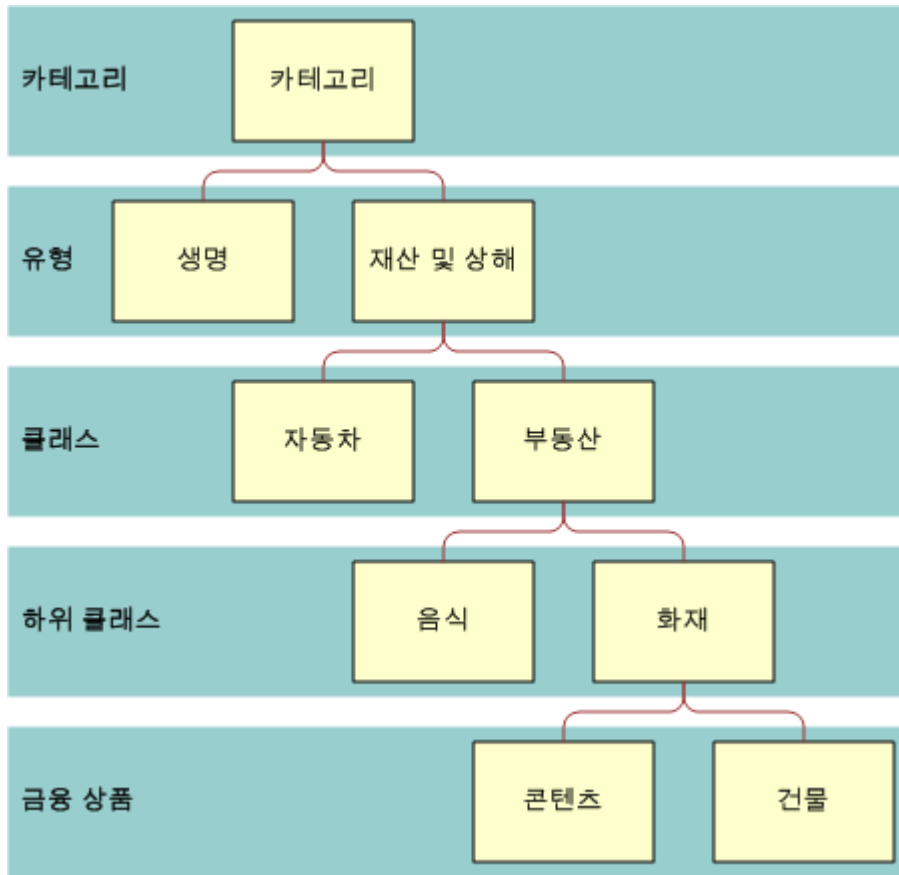 카테고리
카테고리
유형
생명
재산 및 상해
클래스
자동차
부동산
하위 클래스
음식
화재
금융 상품
콘텐츠
건물